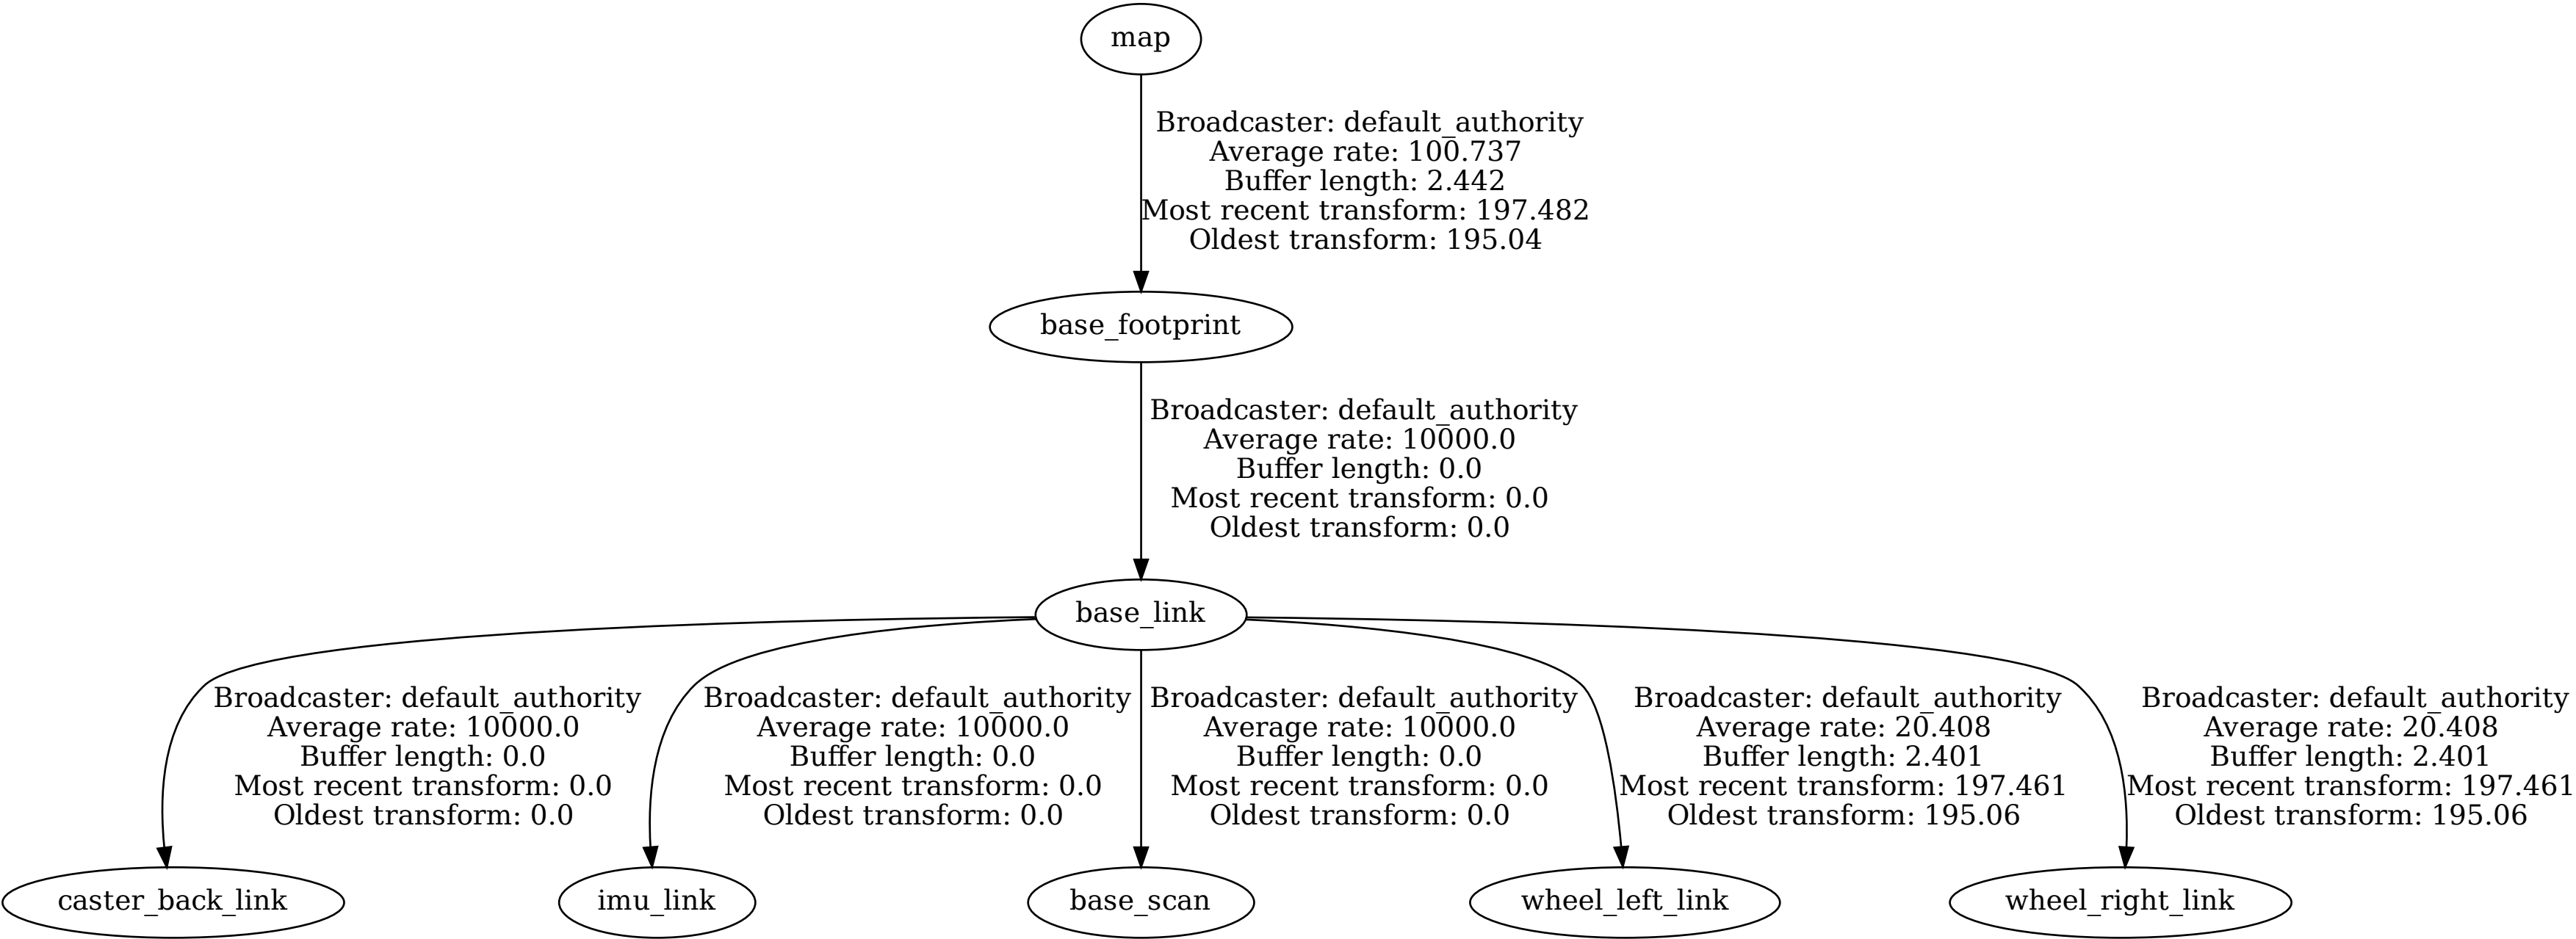 map
Broadcaster: default_authority
Average rate: 100.737
Buffer length: 2.442
Most recent transform: 197.482
Oldest transform: 195.04
base_footprint
Broadcaster: default_authority
Average rate: 10000.0
Buffer length: 0.0
Most recent transform: 0.0
Oldest transform: 0.0
base_link
Broadcaster: default_authority
Average rate: 10000.0
Buffer length: 0.0
Most recent transform: 0.0
Oldest transform: 0.0
Broadcaster: default_authority
Average rate: 10000.0
Buffer length: 0.0
Most recent transform: 0.0
Oldest transform: 0.0
Broadcaster: default_authority
Average rate: 10000.0
Buffer length: 0.0
Most recent transform: 0.0
Oldest transform: 0.0
Broadcaster: default_authority
Average rate: 20.408
Buffer length: 2.401
Most recent transform: 197.461
Oldest transform: 195.06
Broadcaster: default_authority
Average rate: 20.408
Buffer length: 2.401
Most recent transform: 197.461
Oldest transform: 195.06
caster_back_link
imu_link
base_scan
wheel_left_link
wheel_right_link